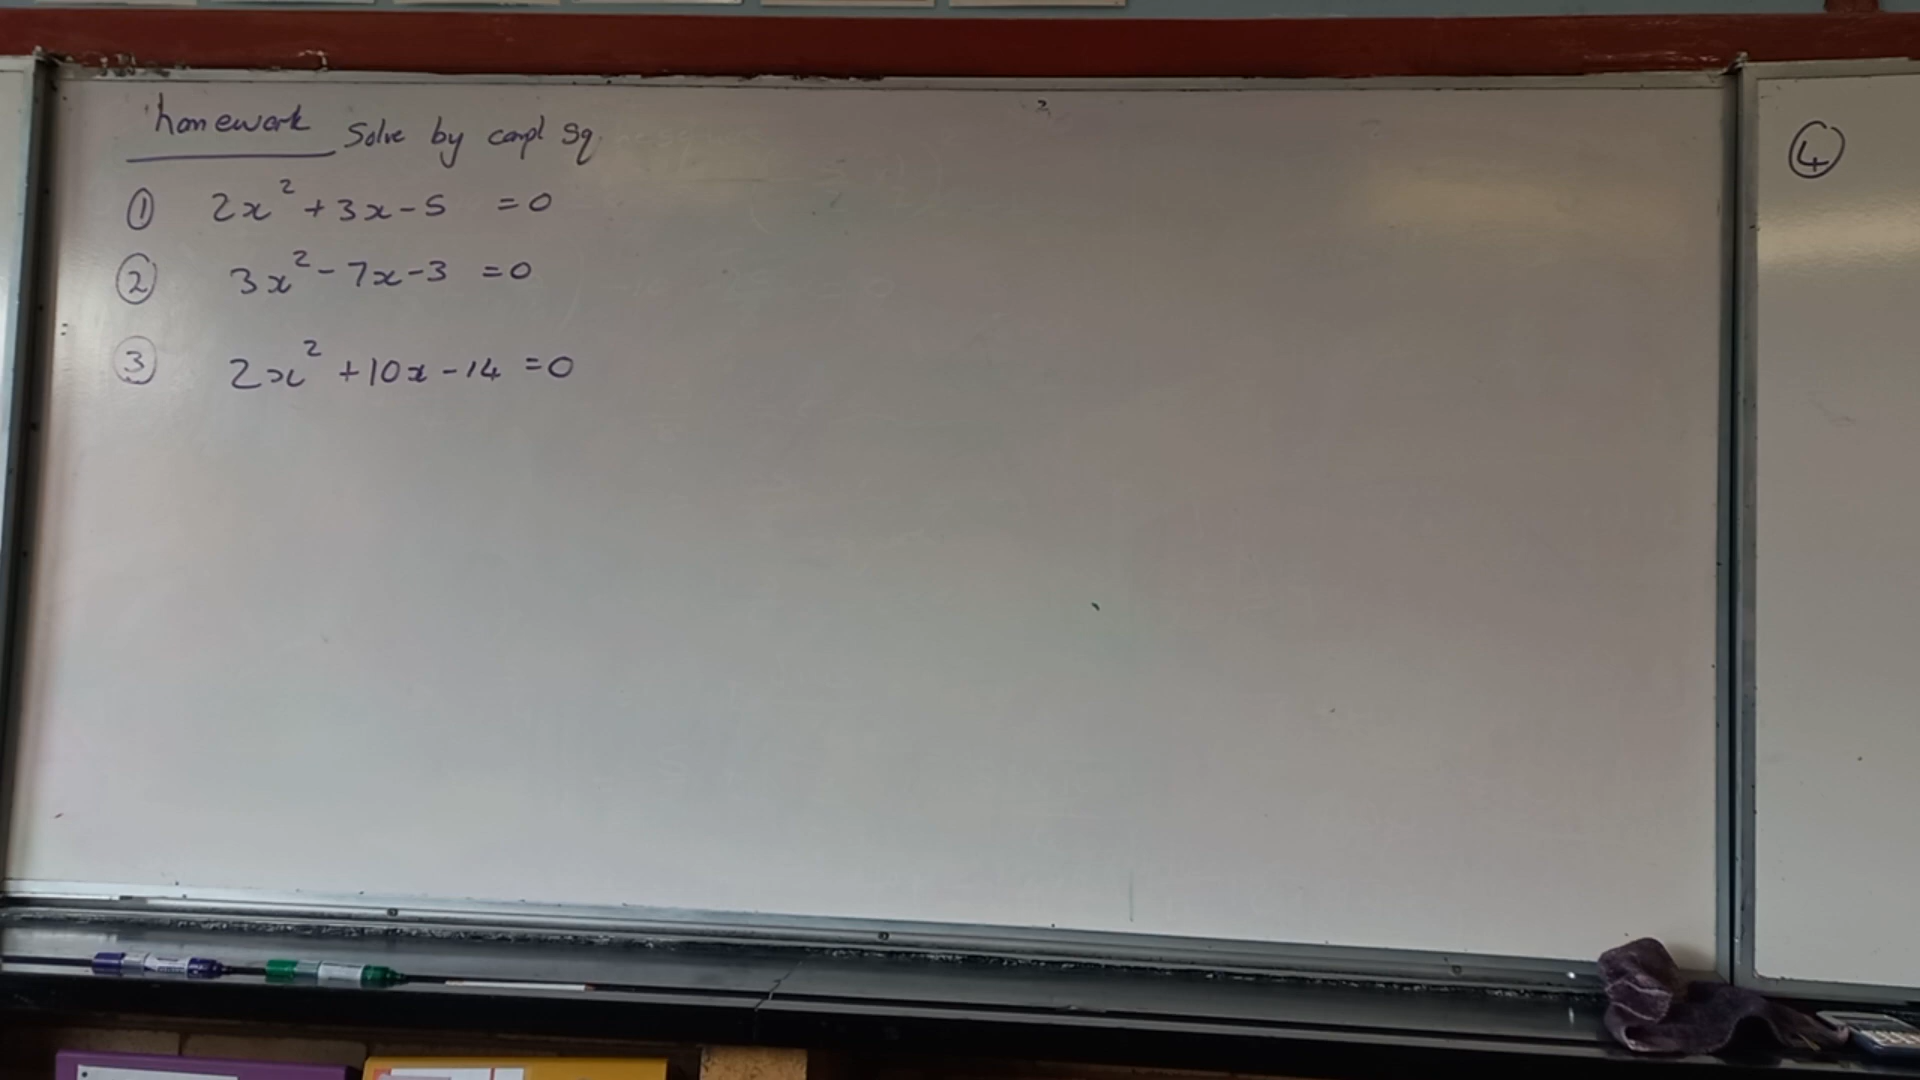 homework Solve by compl sq.
① 2x² + 3x - 5 = 0
② 3x² - 7x - 3 = 0
③ 2x² + 10x - 14 = 0
④